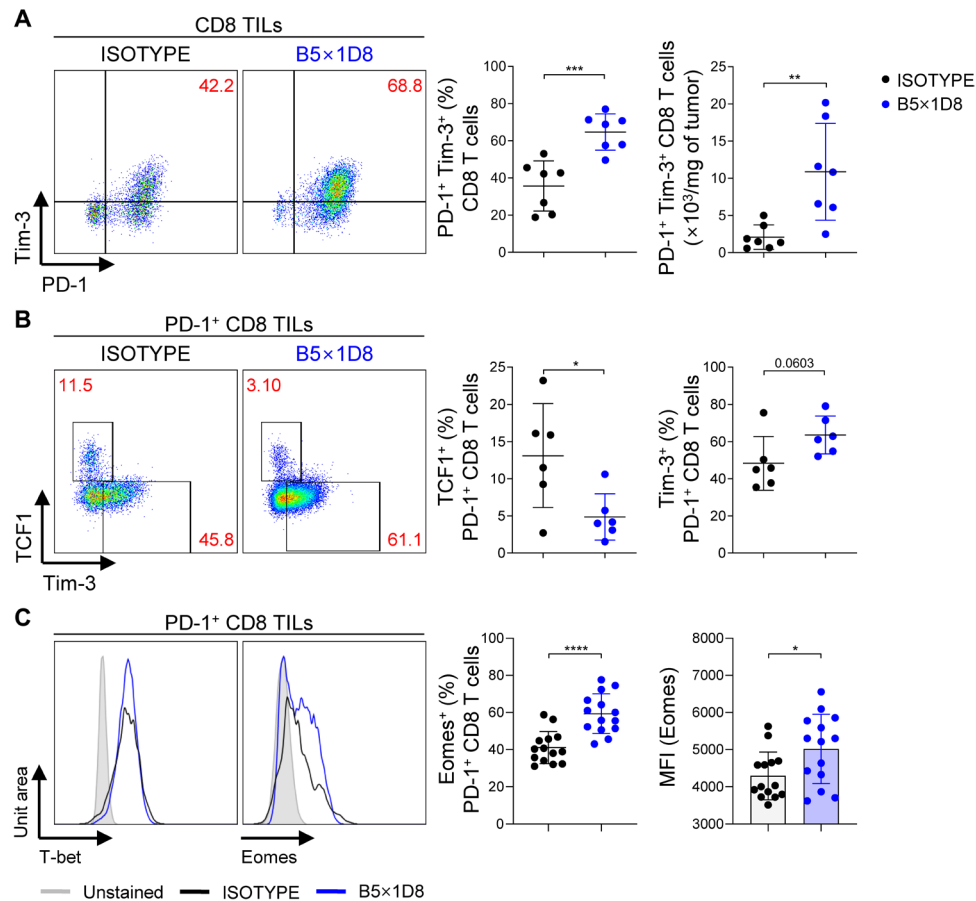 A
CD8 TILs
ISOTYPE
B5×1D8
42.2
68.8
Tim-3
PD-1
PD-1⁺ Tim-3⁺ (%)
CD8 T cells
100
80
60
40
20
0
***
PD-1⁺ Tim-3⁺ CD8 T cells
(×10³/mg of tumor)
25
20
15
10
5
0
**
ISOTYPE
B5×1D8
B
PD-1⁺ CD8 TILs
ISOTYPE
B5×1D8
11.5
3.10
45.8
61.1
TCF1
Tim-3
TCF1⁺ (%)
PD-1⁺ CD8 T cells
25
20
15
10
5
0
*
Tim-3⁺ (%)
PD-1⁺ CD8 T cells
100
80
60
40
20
0
0.0603
C
PD-1⁺ CD8 TILs
Unit area
T-bet
Eomes
Eomes⁺ (%)
PD-1⁺ CD8 T cells
100
80
60
40
20
0
****
MFI (Eomes)
8000
7000
6000
5000
4000
3000
*
Unstained
ISOTYPE
B5×1D8